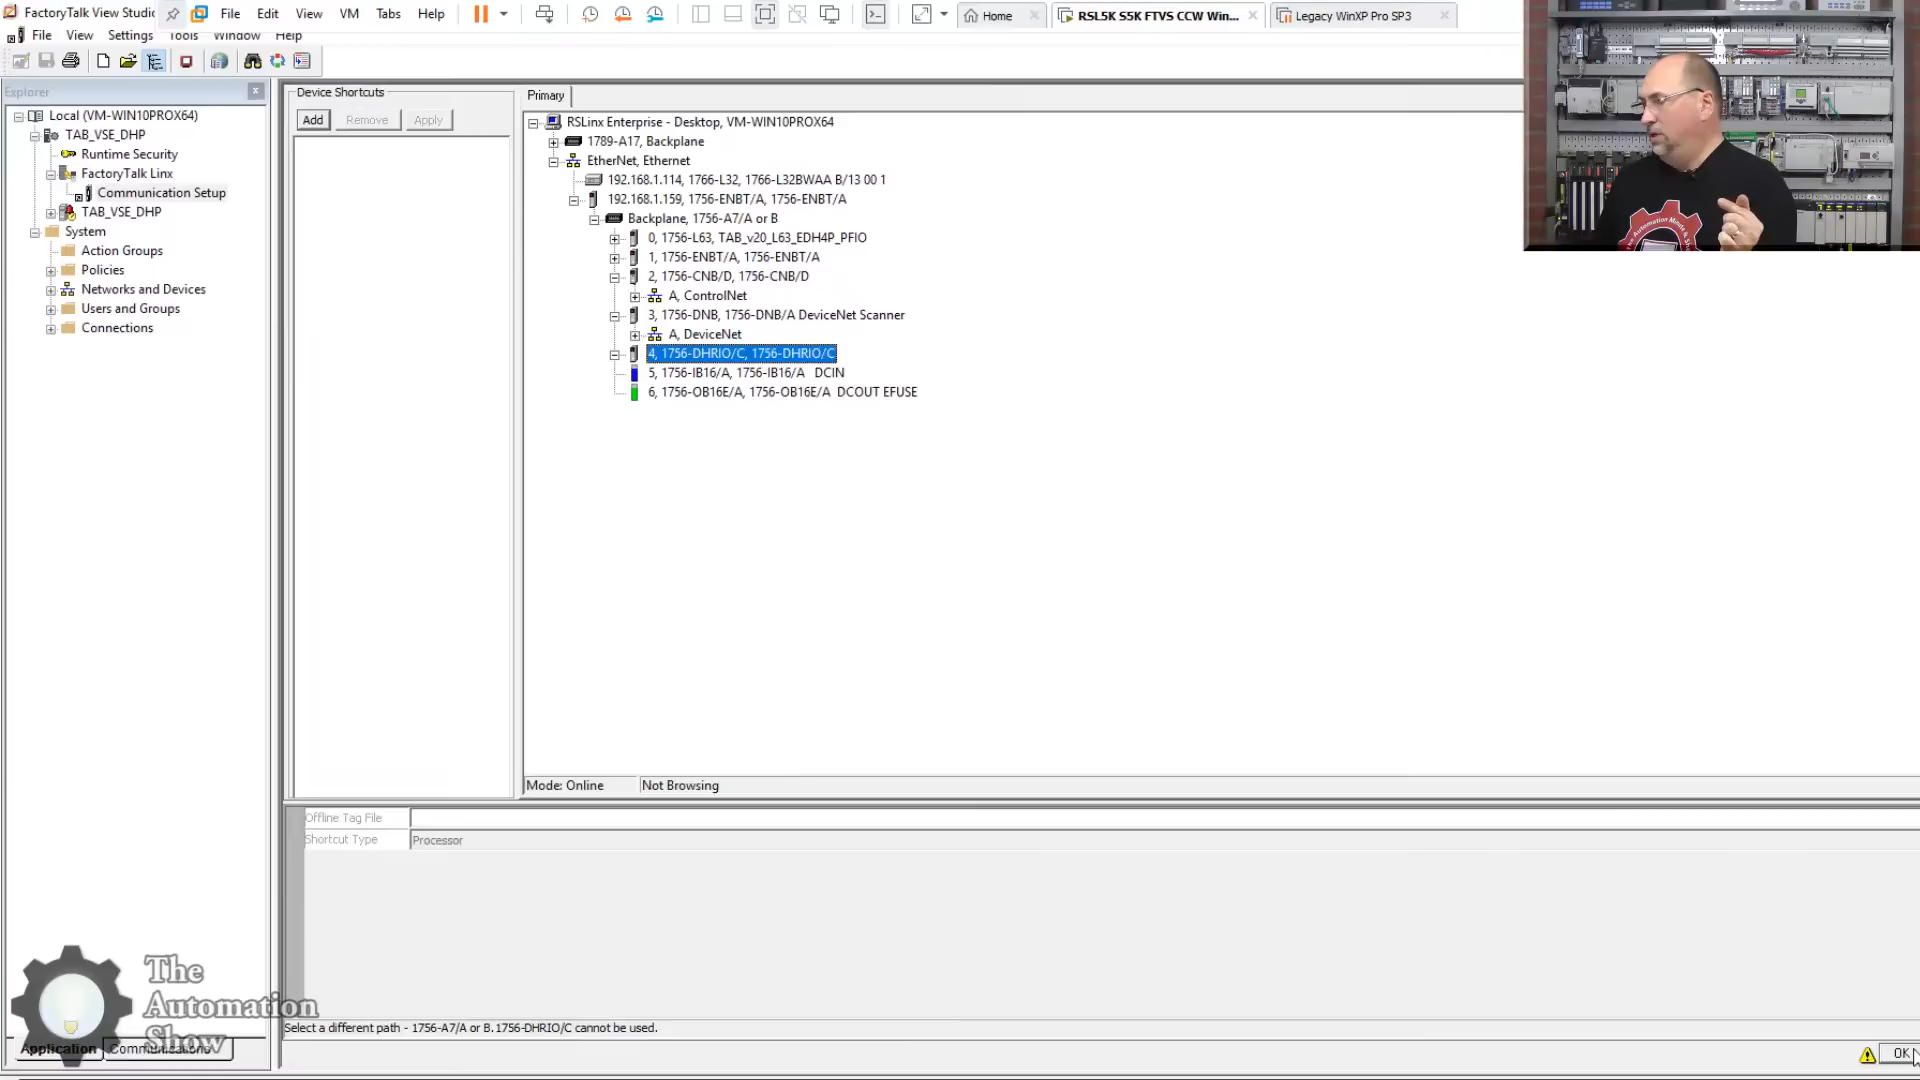 FactoryTalk View Studio
File Edit View VM Tabs Help
Home
RSL5K S5K FTVS CCW Win...
Legacy WinXP Pro SP3
File View Settings Tools Window Help
Explorer
Local (VM-WIN10PROX64)
TAB_VSE_DHP
Runtime Security
FactoryTalk Linx
Communication Setup
TAB_VSE_DHP
System
Action Groups
Policies
Networks and Devices
Users and Groups
Connections
Device Shortcuts
Add Remove Apply
Primary
RSLinx Enterprise - Desktop, VM-WIN10PROX64
1789-A17, Backplane
EtherNet, Ethernet
192.168.1.114, 1766-L32, 1766-L32BWAA B/13 00 1
192.168.1.159, 1756-ENBT/A, 1756-ENBT/A
Backplane, 1756-A7/A or B
0, 1756-L63, TAB_v20_L63_EDH4P_PFIO
1, 1756-ENBT/A, 1756-ENBT/A
2, 1756-CNB/D, 1756-CNB/D
A, ControlNet
3, 1756-DNB, 1756-DNB/A DeviceNet Scanner
A, DeviceNet
4, 1756-DHRIO/C, 1756-DHRIO/C
5, 1756-IB16/A, 1756-IB16/A DCIN
6, 1756-OB16E/A, 1756-OB16E/A DCOUT EFUSE
Mode: Online Not Browsing
Offline Tag File
Shortcut Type Processor
Select a different path - 1756-A7/A or B.1756-DHRIO/C cannot be used.
OK
Application Communications
The
Automation
Show